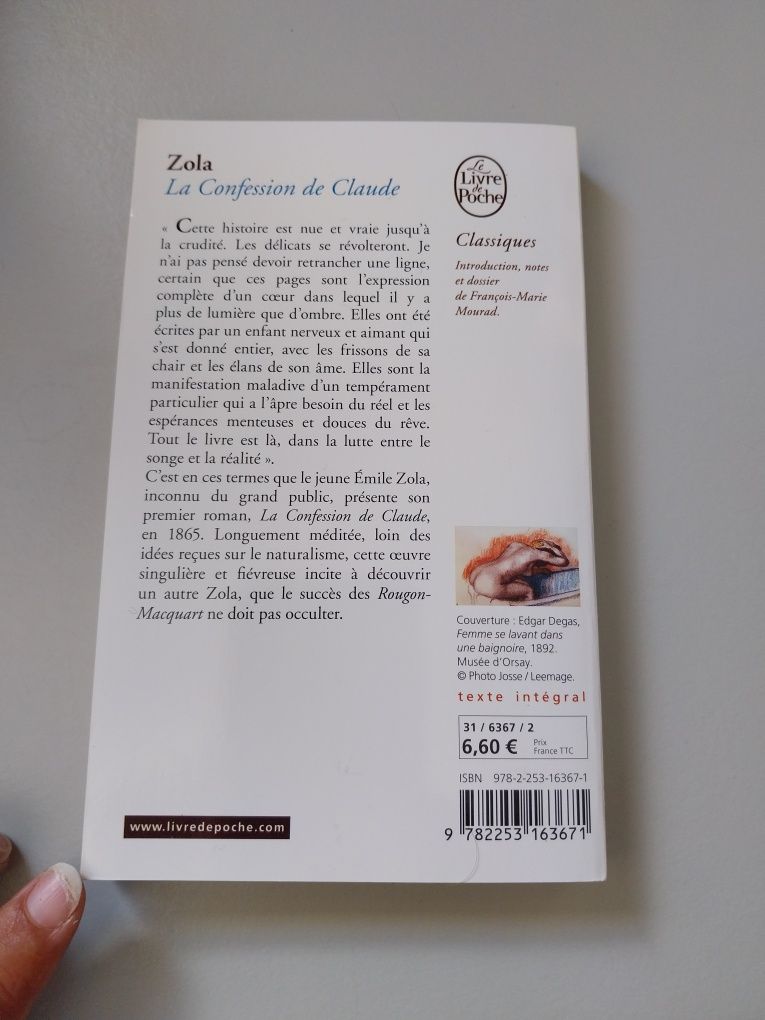 Zola
La Confession de Claude
« Cette histoire est nue et vraie jusqu'à
la crudité. Les délicats se révolteront. Je
n'ai pas pensé devoir retrancher une ligne,
certain que ces pages sont l'expression
complète d'un cœur dans lequel il y a
plus de lumière que d'ombre. Elles ont été
écrites par un enfant nerveux et aimant qui
s'est donné entier, avec les frissons de sa
chair et les élans de son âme. Elles sont la
manifestation maladive d'un tempérament
particulier qui a l'âpre besoin du réel et les
espérances menteuses et douces du rêve.
Tout le livre est là, dans la lutte entre le
songe et la réalité ».
C'est en ces termes que le jeune Émile Zola,
inconnu du grand public, présente son
premier roman, La Confession de Claude,
en 1865. Longuement méditée, loin des
idées reçues sur le naturalisme, cette œuvre
singulière et fiévreuse incite à découvrir
un autre Zola, que le succès des Rougon-
Macquart ne doit pas occulter.
www.livredepoche.com
Le
Livre
de
Poche
Classiques
Introduction, notes
et dossier
de François-Marie
Mourad.
Couverture : Edgar Degas,
Femme se lavant dans
une baignoire, 1892.
Musée d'Orsay.
© Photo Josse / Leemage.
texte intégral
31 / 6367 / 2
6,60 € Prix
France TTC
ISBN 978-2-253-16367-1
9 782253 163671